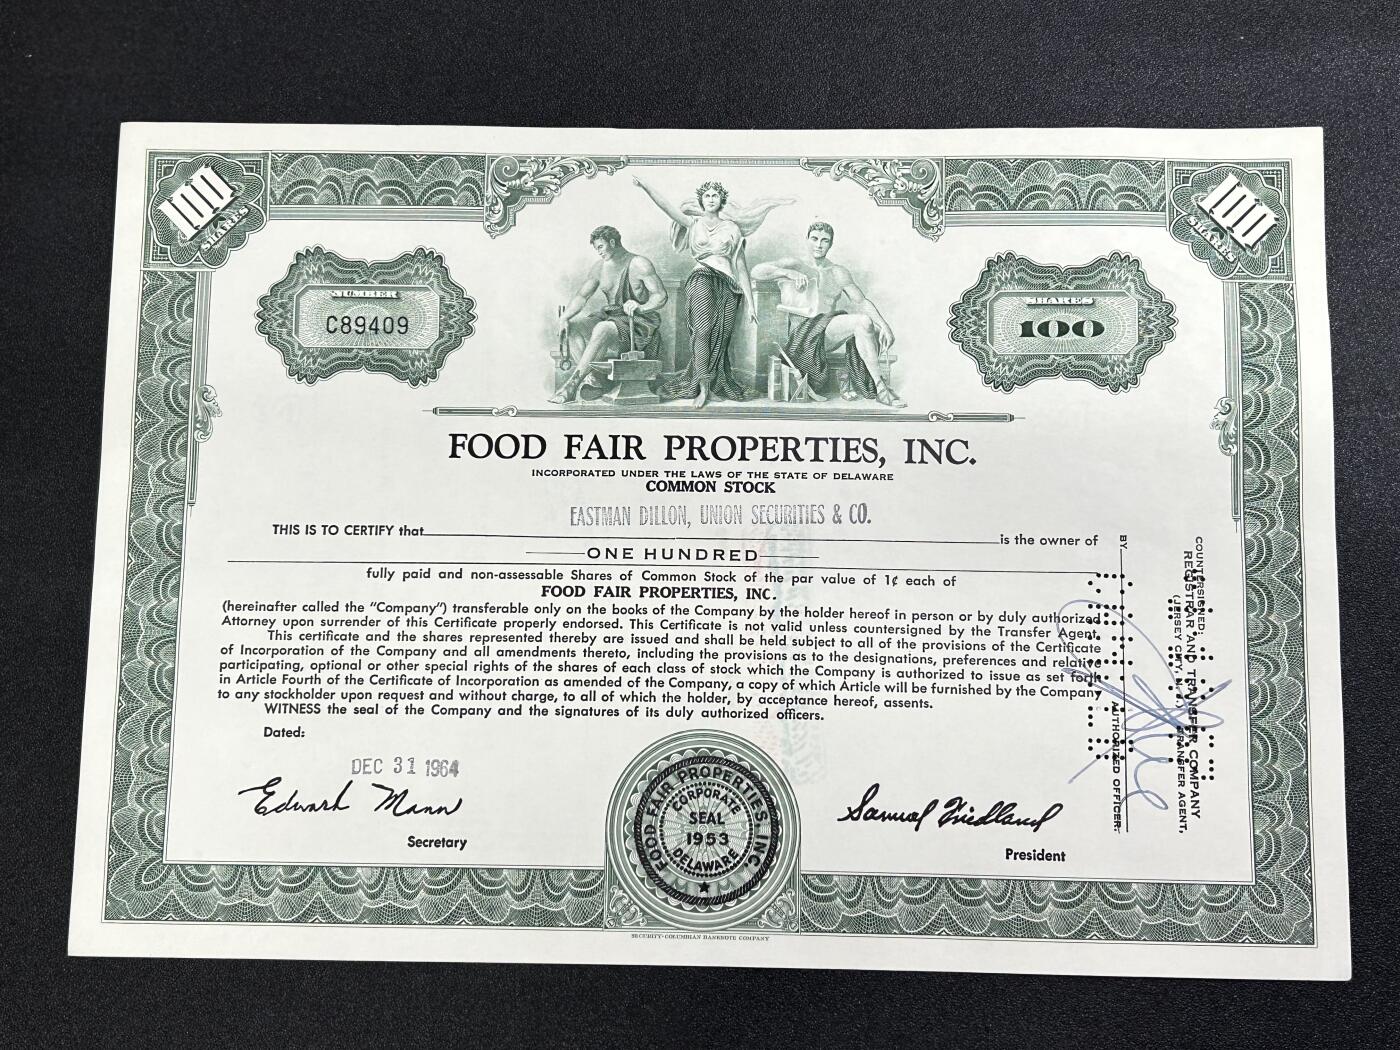 100
SHARES
100
SHARES
NUMBER
C89409
SHARES
100
FOOD FAIR PROPERTIES, INC.
INCORPORATED UNDER THE LAWS OF THE STATE OF DELAWARE
COMMON STOCK
EASTMAN DILLON, UNION SECURITIES & CO.
THIS IS TO CERTIFY that is the owner of
ONE HUNDRED
fully paid and non-assessable Shares of Common Stock of the par value of 1¢ each of
FOOD FAIR PROPERTIES, INC.
(hereinafter called the "Company") transferable only on the books of the Company by the holder hereof in person or by duly authorized
Attorney upon surrender of this Certificate properly endorsed. This Certificate is not valid unless countersigned by the Transfer Agent.
This certificate and the shares represented thereby are issued and shall be held subject to all of the provisions of the Certificate
of Incorporation of the Company and all amendments thereto, including the provisions as to the designations, preferences and relative
participating, optional or other special rights of the shares of each class of stock which the Company is authorized to issue as set forth
in Article Fourth of the Certificate of Incorporation as amended of the Company, a copy of which Article will be furnished by the Company
to any stockholder upon request and without charge, to all of which the holder, by acceptance hereof, assents.
WITNESS the seal of the Company and the signatures of its duly authorized officers.
Dated:
DEC 31 1964
Edward Mann
Secretary
FOOD FAIR PROPERTIES, INC.
CORPORATE
SEAL
1953
DELAWARE
Samuel Friedland
President
COUNTERSIGNED:
REGISTRAR AND TRANSFER COMPANY
(JERSEY CITY, N.J.) TRANSFER AGENT,
BY
AUTHORIZED OFFICER.
SECURITY-COLUMBIAN BANKNOTE COMPANY